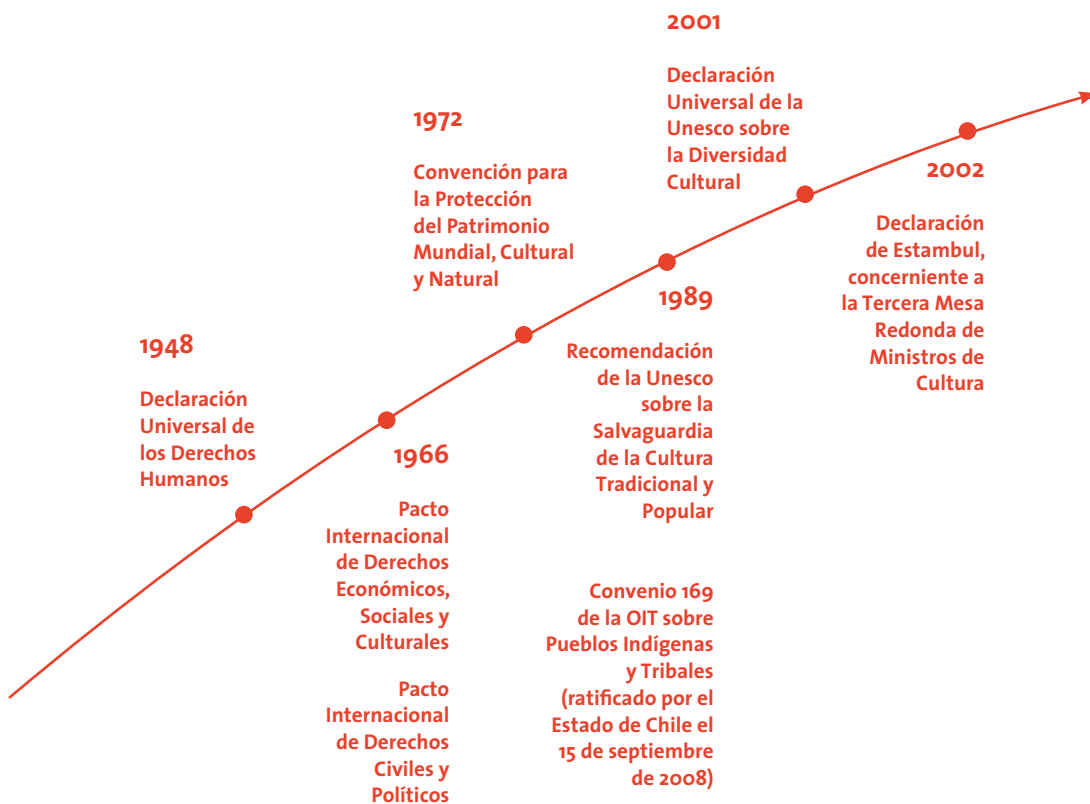 1948
Declaración
Universal de
los Derechos
Humanos
1966
Pacto
Internacional
de Derechos
Económicos,
Sociales y
Culturales
Pacto
Internacional
de Derechos
Civiles y
Políticos
1972
Convención para
la Protección
del Patrimonio
Mundial, Cultural
y Natural
1989
Recomendación
de la Unesco
sobre la
Salvaguardia
de la Cultura
Tradicional y
Popular
Convenio 169
de la OIT sobre
Pueblos Indígenas
y Tribales
(ratificado por el
Estado de Chile el
15 de septiembre
de 2008)
2001
Declaración
Universal de la
Unesco sobre
la Diversidad
Cultural
2002
Declaración
de Estambul,
concerniente a
la Tercera Mesa
Redonda de
Ministros de
Cultura